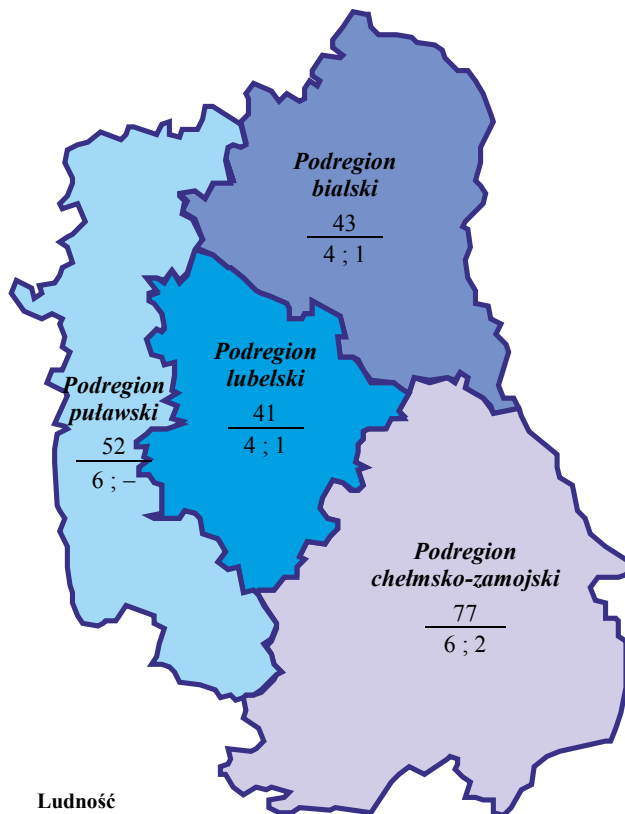 Podregion
bialski
43
4 ; 1
Podregion
lubelski
41
4 ; 1
Podregion
puławski
52
6 ; –
Podregion
chełmsko-zamojski
77
6 ; 2
Ludność